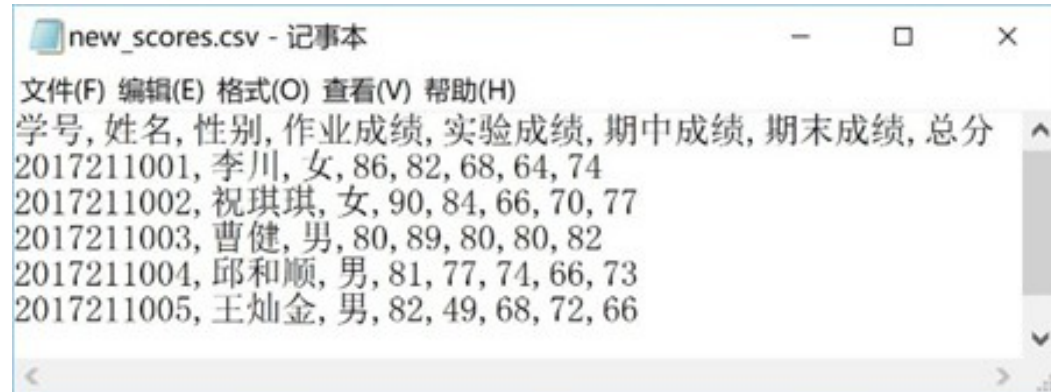 new_scores.csv - 记事本
文件(F) 编辑(E) 格式(O) 查看(V) 帮助(H)
学号,姓名,性别,作业成绩,实验成绩,期中成绩,期末成绩,总分
2017211001,李川,女,86,82,68,64,74
2017211002,祝琪琪,女,90,84,66,70,77
2017211003,曹健,男,80,89,80,80,82
2017211004,邱和顺,男,81,77,74,66,73
2017211005,王灿金,男,82,49,68,72,66